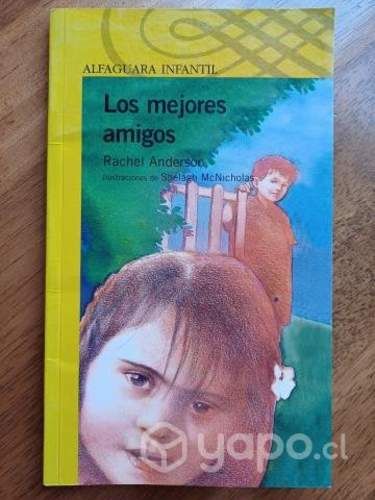 ALFAGUARA INFANTIL
Los mejores
amigos
Rachel Anderson
Ilustraciones de Shelagh McNicholas
yapo.cl